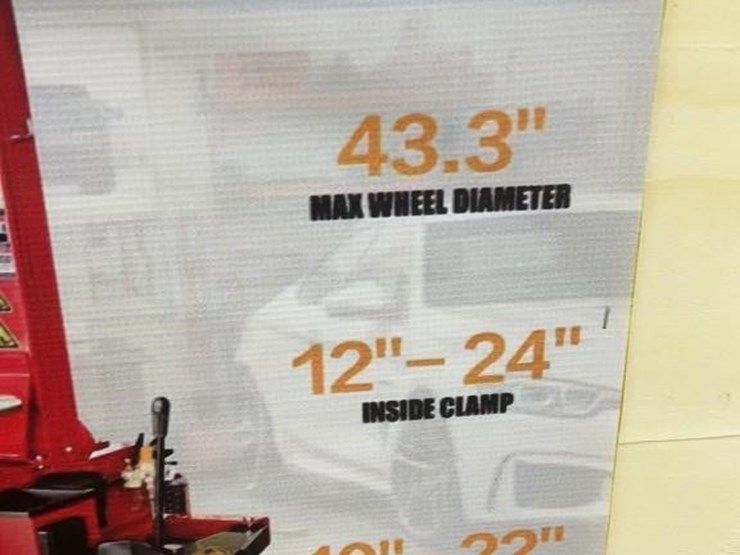 43.3"
MAX WHEEL DIAMETER
12"– 24"
INSIDE CLAMP